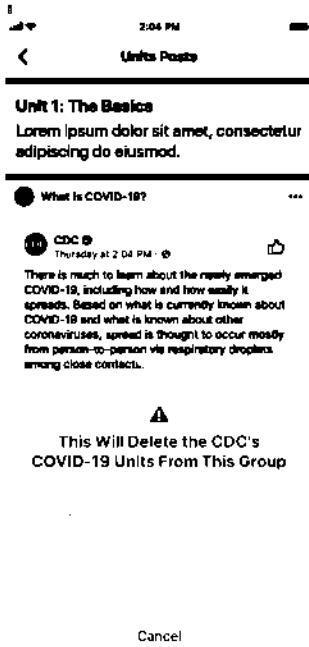 2:04 PM
Units Posts
Unit 1: The Basics
Lorem ipsum dolor sit amet, consectetur
adipiscing do eiusmod.
What is COVID-19?
CDC
Thursday at 2:04 PM ·
There is much to learn about the newly emerged
COVID-19, including how and how easily it
spreads. Based on what is currently known about
COVID-19 and what is known about other
coronaviruses, spread is thought to occur mostly
from person-to-person via respiratory droplets
among close contacts.
This Will Delete the CDC's
COVID-19 Units From This Group
Cancel